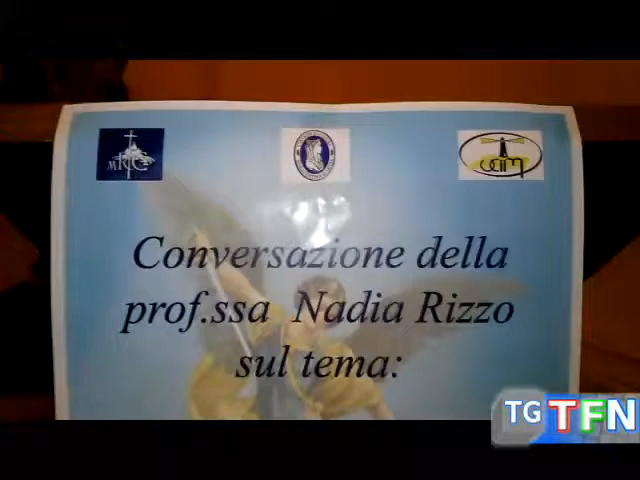 Conversazione della
prof.ssa Nadia Rizzo
sul tema:
TG TFN